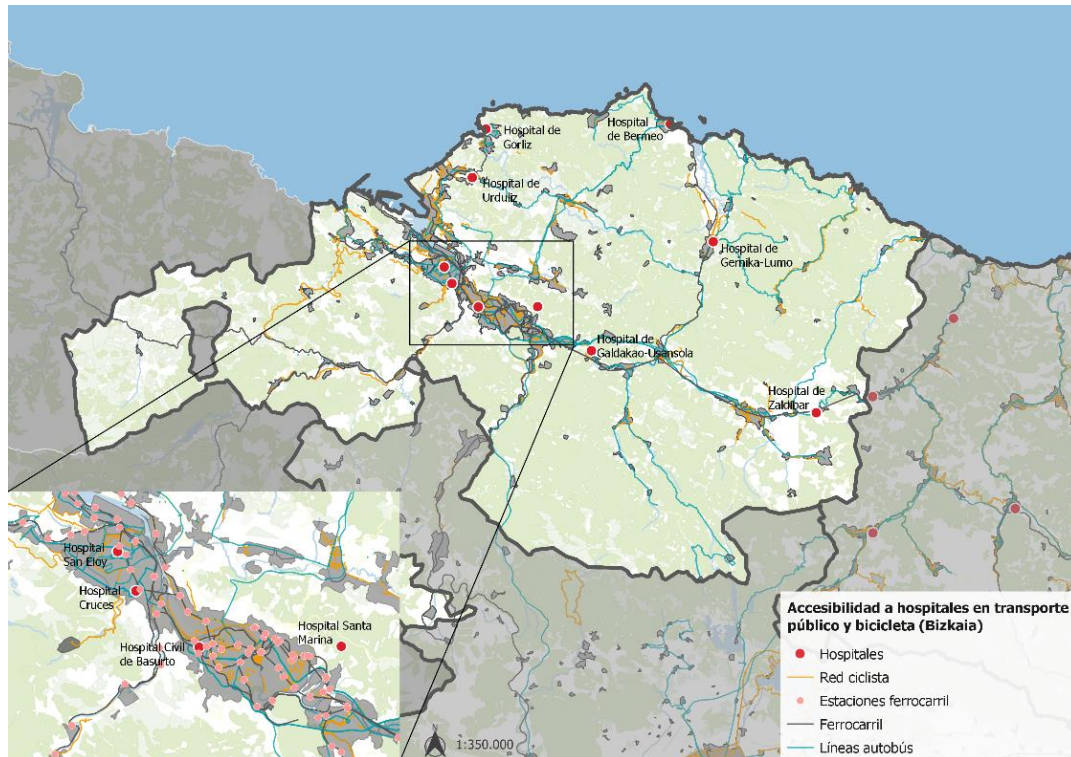 Hospital de
Gorliz
Hospital
de Bermeo
Hospital de
Urduliz
Hospital de
Gernika-Lumo
Hospital de
Galdakao-Usansola
Hospital de
Zaldibar
Hospital
San Eloy
Hospital
Cruces
Hospital Santa
Marina
Hospital Civil
de Basurto
1:350.000
Accesibilidad a hospitales en transporte
público y bicicleta (Bizkaia)
Hospitales
Red ciclista
Estaciones ferrocarril
Ferrocarril
Líneas autobús